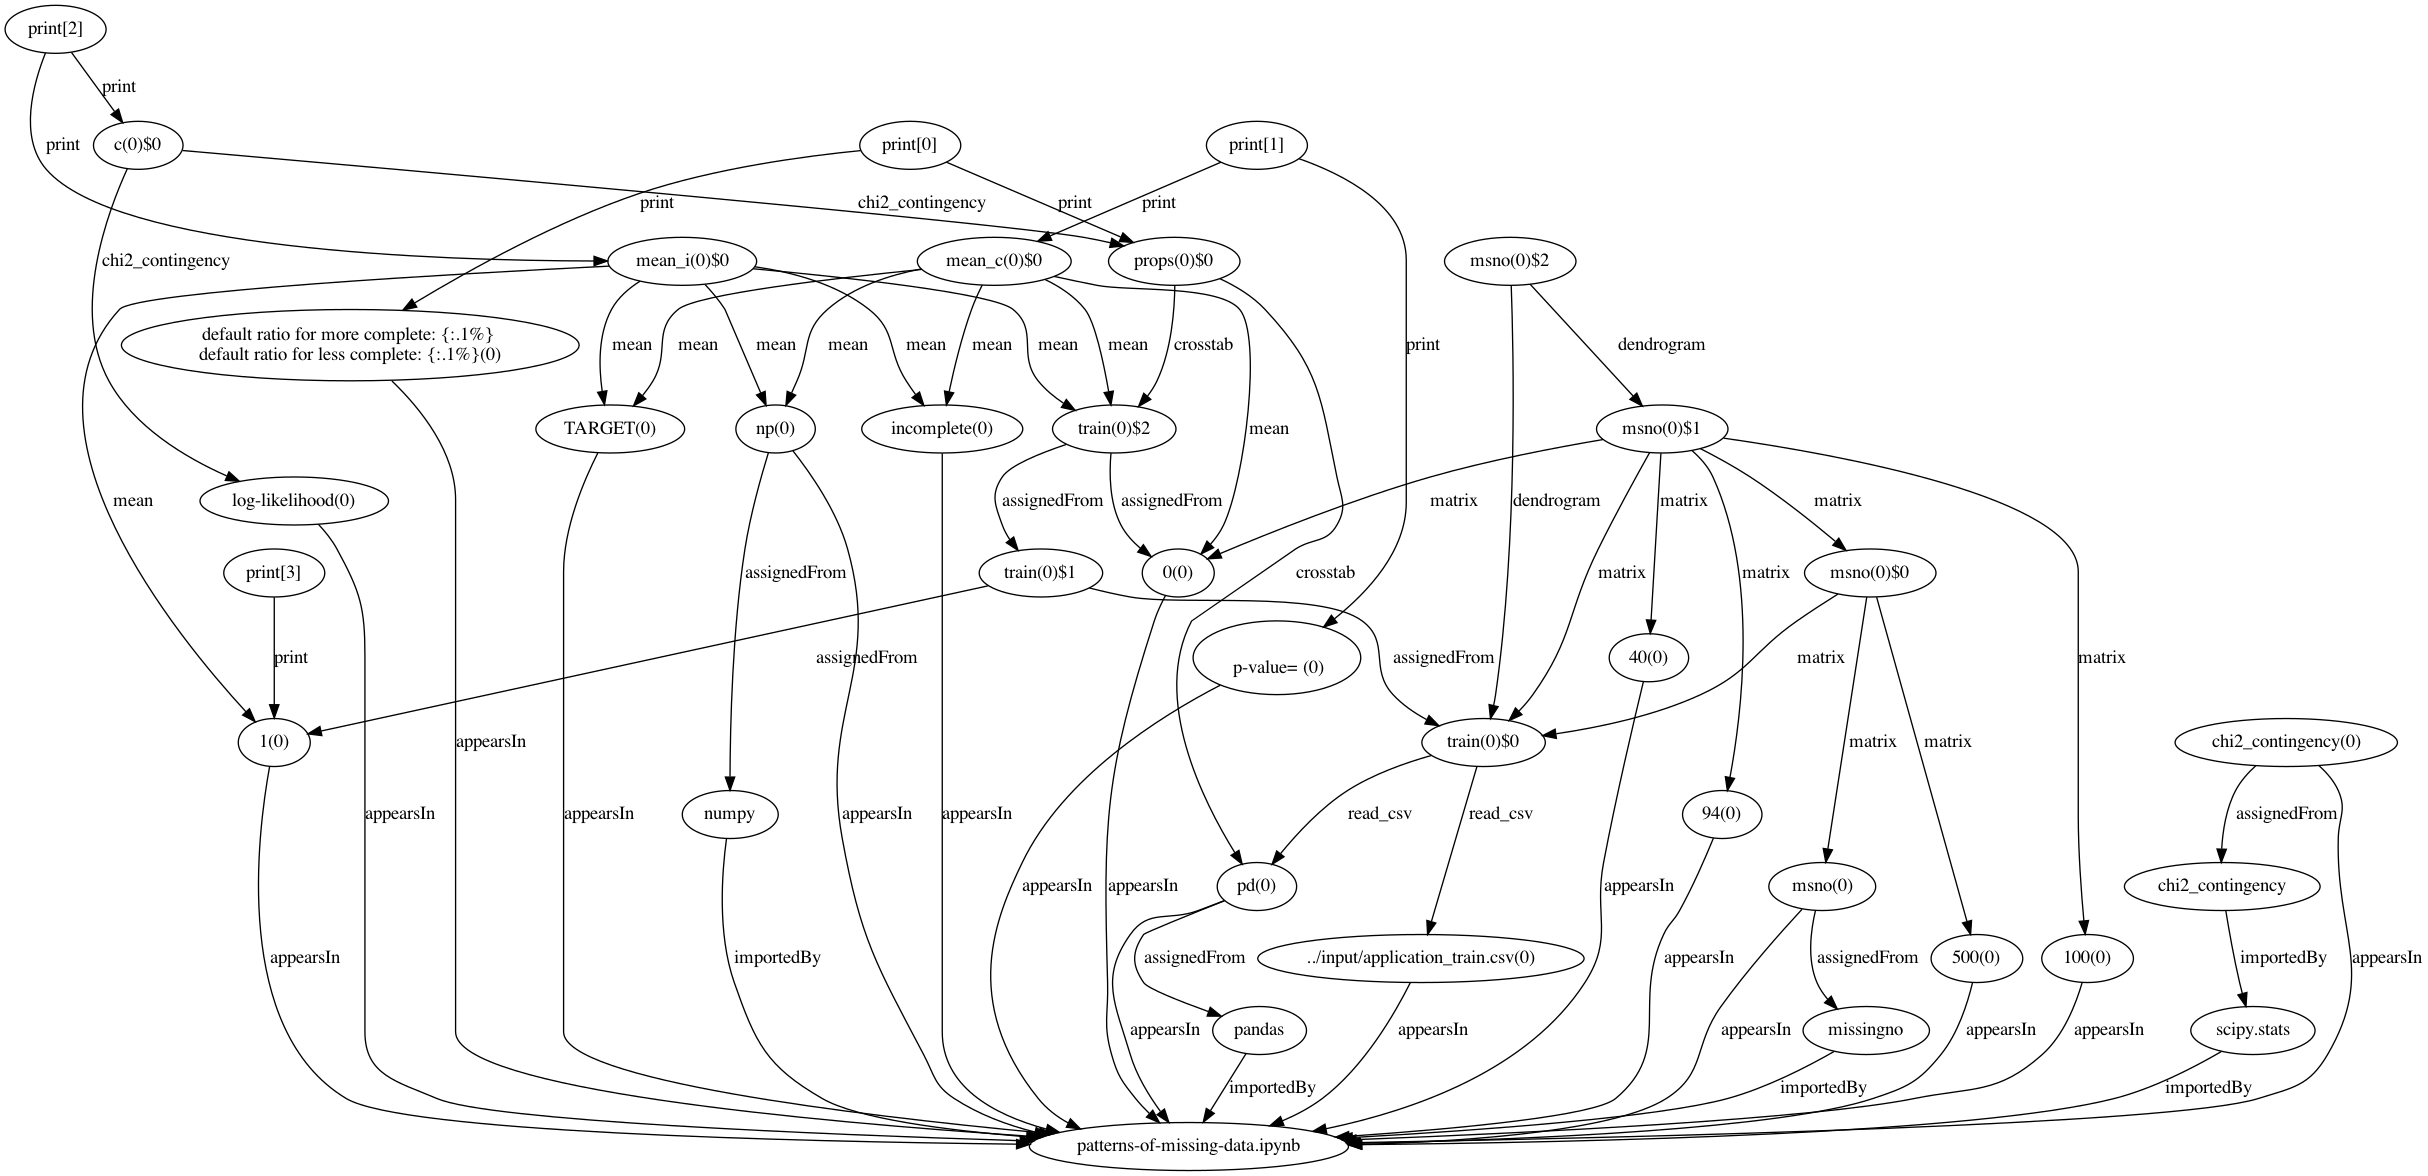 print[2]
print
print
c(0)$0
print[0]
print[1]
print
chi2_contingency
print
print
chi2_contingency
mean_i(0)$0
mean_c(0)$0
props(0)$0
msno(0)$2
default ratio for more complete: {:.1%}
default ratio for less complete: {:.1%}(0)
mean
mean
mean
mean
mean
mean
mean
mean
crosstab
print
dendrogram
TARGET(0)
np(0)
incomplete(0)
train(0)$2
mean
msno(0)$1
mean
log-likelihood(0)
assignedFrom
assignedFrom
matrix
dendrogram
matrix
matrix
print[3]
assignedFrom
train(0)$1
0(0)
crosstab
matrix
matrix
msno(0)$0
print
assignedFrom
p-value= (0)
assignedFrom
40(0)
matrix
matrix
1(0)
appearsIn
train(0)$0
matrix
matrix
chi2_contingency(0)
appearsIn
appearsIn
numpy
appearsIn
appearsIn
read_csv
read_csv
94(0)
assignedFrom
appearsIn
appearsIn
pd(0)
appearsIn
msno(0)
chi2_contingency
appearsIn
importedBy
assignedFrom
../input/application_train.csv(0)
appearsIn
assignedFrom
500(0)
100(0)
importedBy
appearsIn
appearsIn
pandas
appearsIn
appearsIn
missingno
appearsIn
appearsIn
scipy.stats
importedBy
importedBy
importedBy
patterns-of-missing-data.ipynb